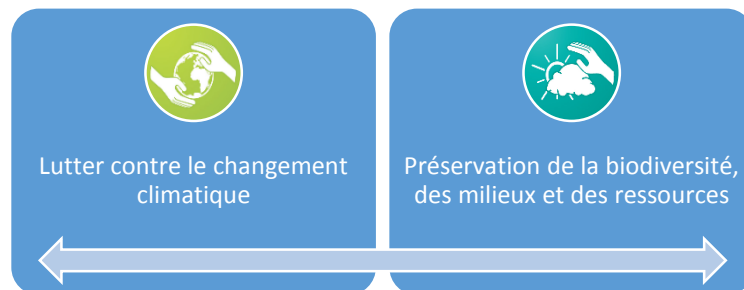 Lutter contre le changement
climatique
Préservation de la biodiversité,
des milieux et des ressources